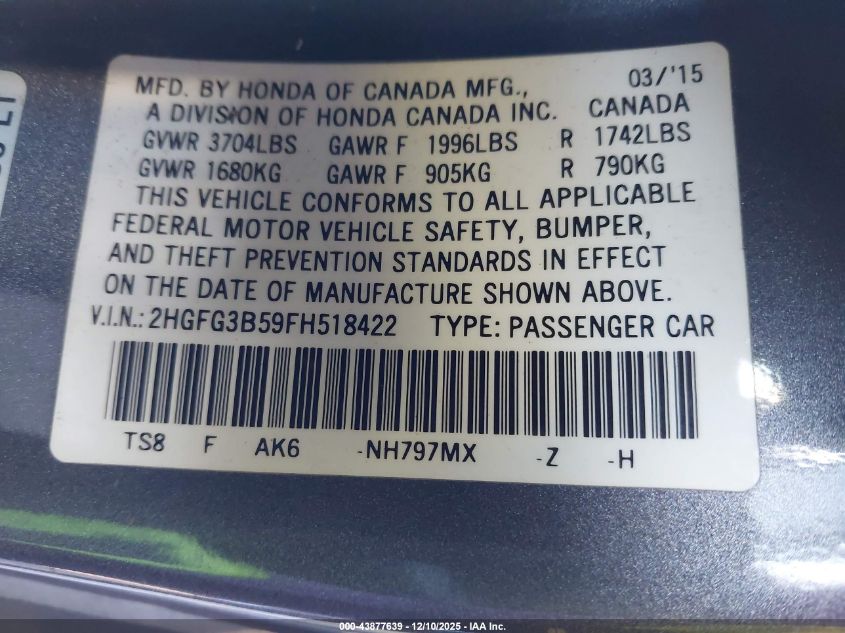 MFD. BY HONDA OF CANADA MFG., 03/'15
A DIVISION OF HONDA CANADA INC. CANADA
GVWR 3704LBS GAWR F 1996LBS R 1742LBS
GVWR 1680KG GAWR F 905KG R 790KG
THIS VEHICLE CONFORMS TO ALL APPLICABLE
FEDERAL MOTOR VEHICLE SAFETY, BUMPER,
AND THEFT PREVENTION STANDARDS IN EFFECT
ON THE DATE OF MANUFACTURE SHOWN ABOVE.
V.I.N.: 2HGFG3B59FH518422 TYPE: PASSENGER CAR
TS8 F AK6 -NH797MX -Z -H
000-43877639 - 12/10/2025 - IAA Inc.